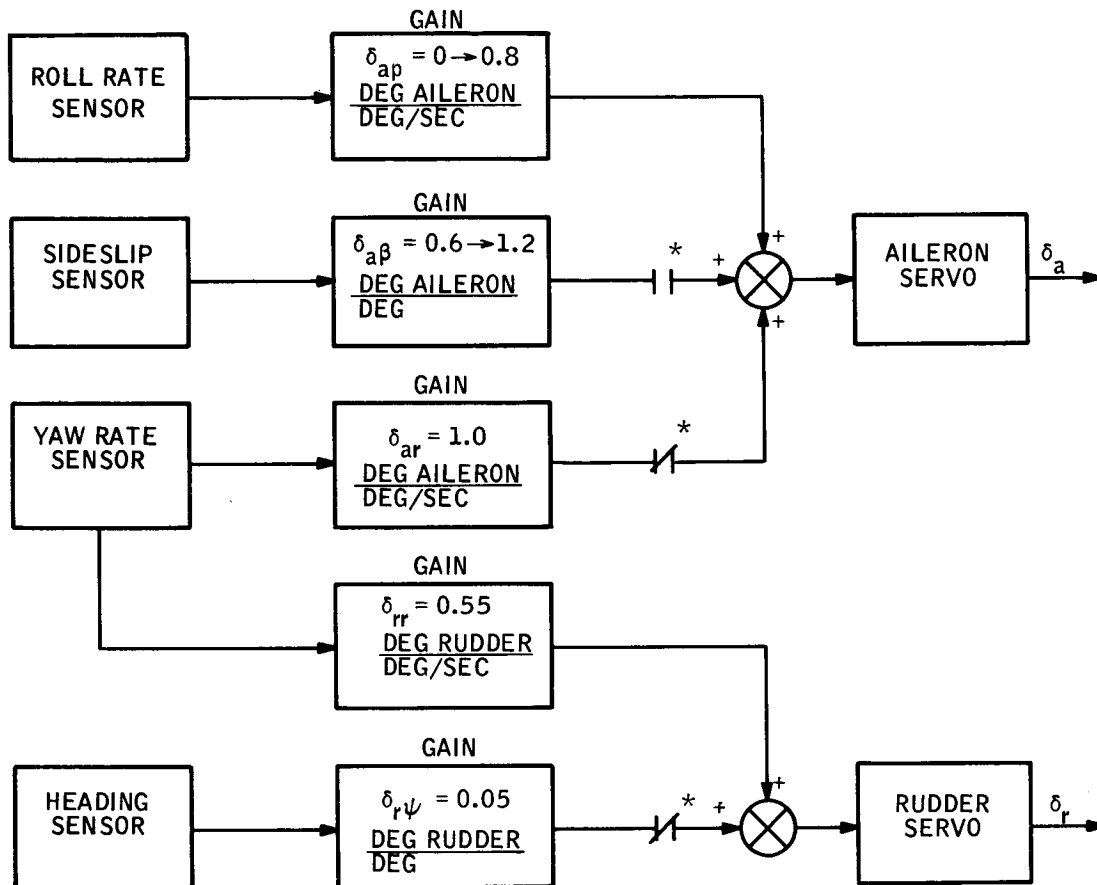 GAIN
ROLL RATE
SENSOR
δap = 0→0.8
DEG AILERON
DEG/SEC
GAIN
SIDESLIP
SENSOR
δaβ = 0.6→1.2
DEG AILERON
DEG
*
+
+
+
AILERON
SERVO
δa
GAIN
YAW RATE
SENSOR
δar = 1.0
DEG AILERON
DEG/SEC
*
GAIN
δrr = 0.55
DEG RUDDER
DEG/SEC
GAIN
HEADING
SENSOR
δrψ = 0.05
DEG RUDDER
DEG
*
+
+
RUDDER
SERVO
δr